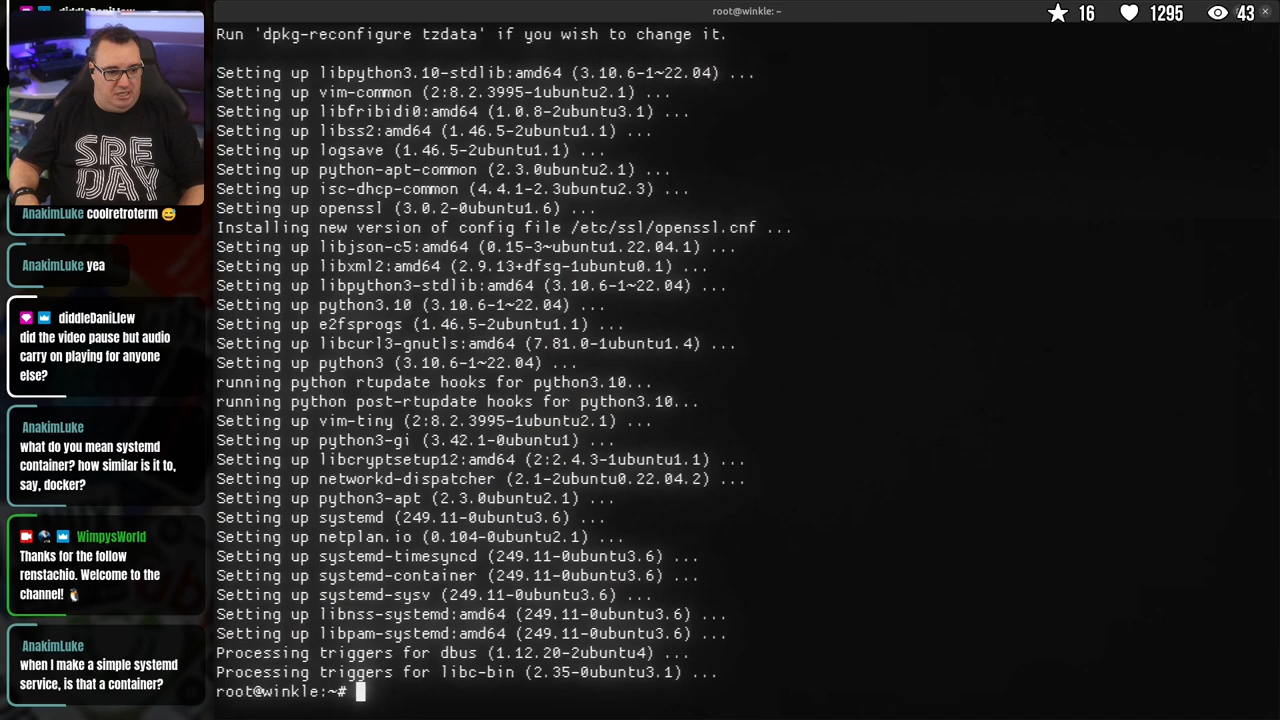 root@winkle: ~
16
1295
43
SRE
DAY
AnakimLuke coolretroterm 😅
AnakimLuke yea
diddleDaniLlew
did the video pause but audio
carry on playing for anyone
else?
AnakimLuke
what do you mean systemd
container? how similar is it to,
say, docker?
WimpysWorld
Thanks for the follow
renstachio. Welcome to the
channel! 🐧
AnakimLuke
when I make a simple systemd
service, is that a container?
Run 'dpkg-reconfigure tzdata' if you wish to change it.
Setting up libpython3.10-stdlib:amd64 (3.10.6-1~22.04) ...
Setting up vim-common (2:8.2.3995-1ubuntu2.1) ...
Setting up libfribidi0:amd64 (1.0.8-2ubuntu3.1) ...
Setting up libss2:amd64 (1.46.5-2ubuntu1.1) ...
Setting up logsave (1.46.5-2ubuntu1.1) ...
Setting up python-apt-common (2.3.0ubuntu2.1) ...
Setting up isc-dhcp-common (4.4.1-2.3ubuntu2.3) ...
Setting up openssl (3.0.2-0ubuntu1.6) ...
Installing new version of config file /etc/ssl/openssl.cnf ...
Setting up libjson-c5:amd64 (0.15-3~ubuntu1.22.04.1) ...
Setting up libxml2:amd64 (2.9.13+dfsg-1ubuntu0.1) ...
Setting up libpython3-stdlib:amd64 (3.10.6-1~22.04) ...
Setting up python3.10 (3.10.6-1~22.04) ...
Setting up e2fsprogs (1.46.5-2ubuntu1.1) ...
Setting up libcurl3-gnutls:amd64 (7.81.0-1ubuntu1.4) ...
Setting up python3 (3.10.6-1~22.04) ...
running python rtupdate hooks for python3.10...
running python post-rtupdate hooks for python3.10...
Setting up vim-tiny (2:8.2.3995-1ubuntu2.1) ...
Setting up python3-gi (3.42.1-0ubuntu1) ...
Setting up libcryptsetup12:amd64 (2:2.4.3-1ubuntu1.1) ...
Setting up networkd-dispatcher (2.1-2ubuntu0.22.04.2) ...
Setting up python3-apt (2.3.0ubuntu2.1) ...
Setting up systemd (249.11-0ubuntu3.6) ...
Setting up netplan.io (0.104-0ubuntu2.1) ...
Setting up systemd-timesyncd (249.11-0ubuntu3.6) ...
Setting up systemd-container (249.11-0ubuntu3.6) ...
Setting up systemd-sysv (249.11-0ubuntu3.6) ...
Setting up libnss-systemd:amd64 (249.11-0ubuntu3.6) ...
Setting up libpam-systemd:amd64 (249.11-0ubuntu3.6) ...
Processing triggers for dbus (1.12.20-2ubuntu4) ...
Processing triggers for libc-bin (2.35-0ubuntu3.1) ...
root@winkle:~#